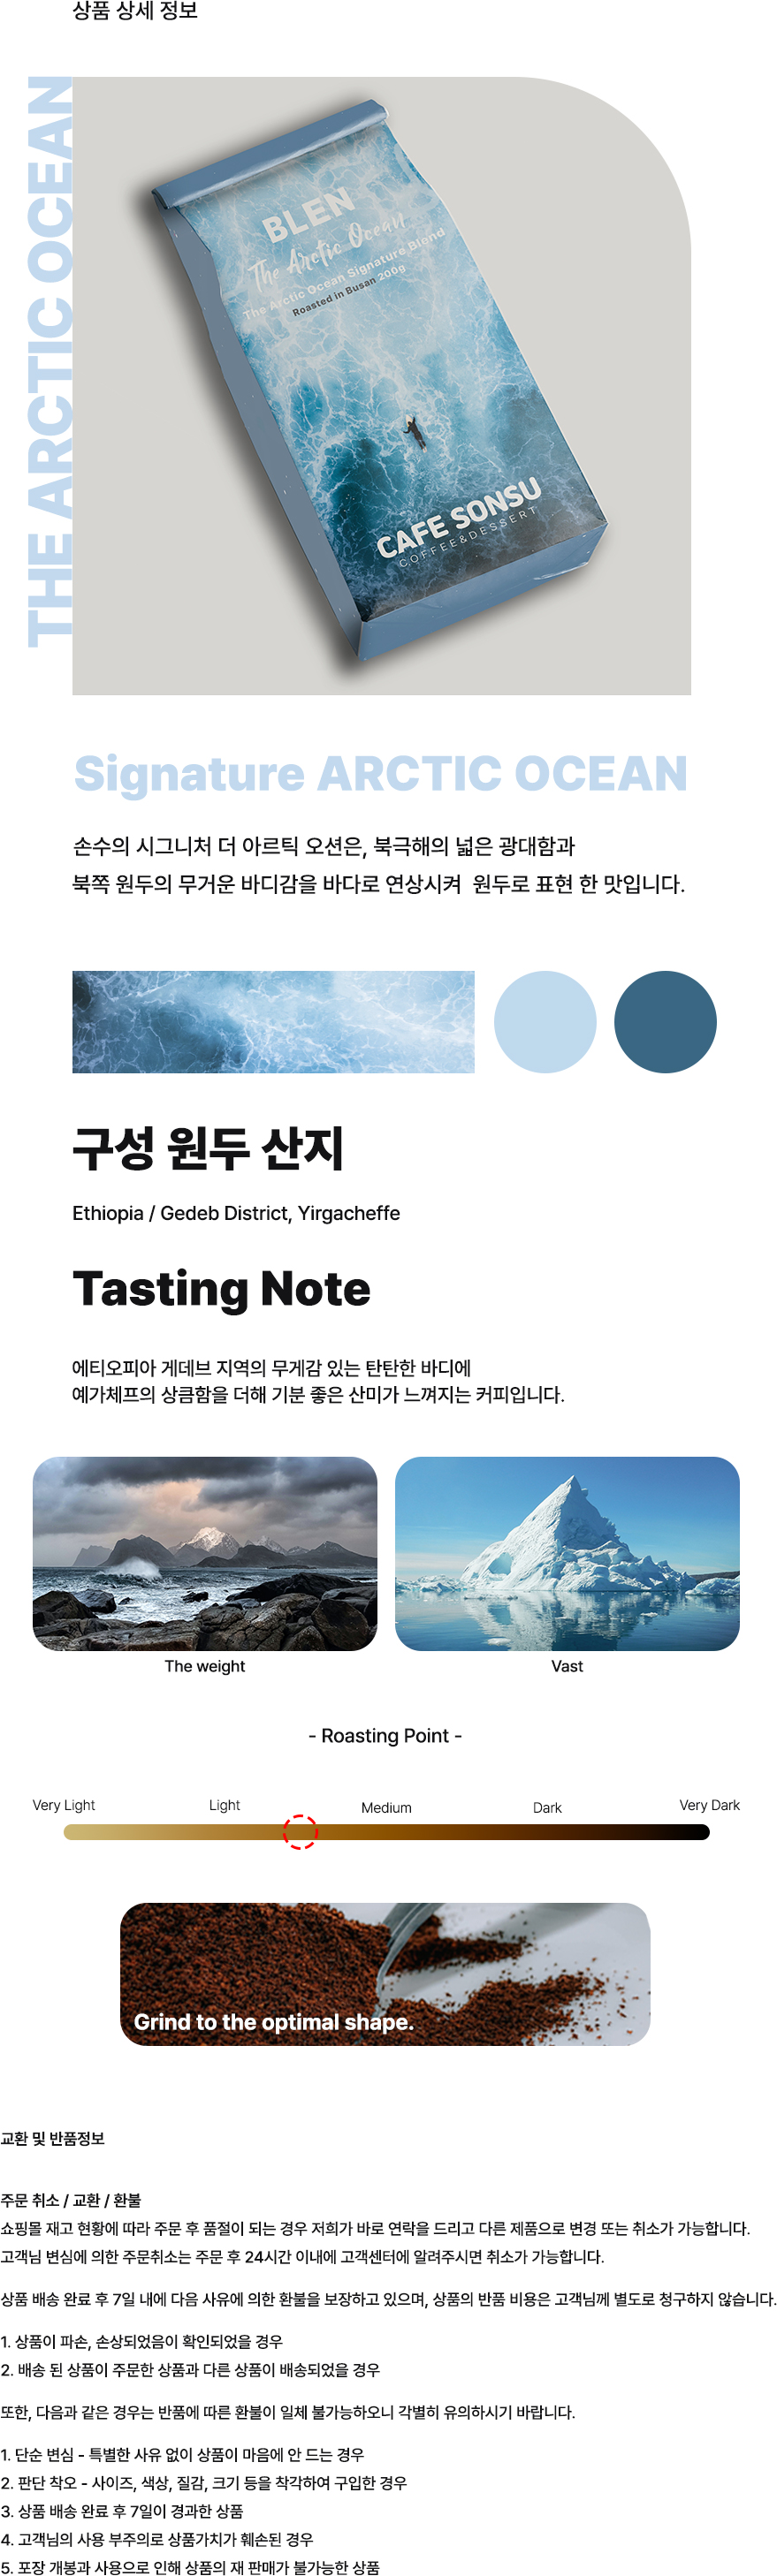 상품 상세 정보
THE ARCTIC OCEAN
BLEN
The Arctic Ocean
The Arctic Ocean Signature Blend
Roasted in Busan 200g
CAFE SONSU
COFFEE&DESSERT
Signature ARCTIC OCEAN
손수의 시그니처 더 아르틱 오션은, 북극해의 넓은 광대함과
북쪽 원두의 무거운 바디감을 바다로 연상시켜 원두로 표현 한 맛입니다.
구성 원두 산지
Ethiopia / Gedeb District, Yirgacheffe
Tasting Note
에티오피아 게데브 지역의 무게감 있는 탄탄한 바디에
예가체프의 상큼함을 더해 기분 좋은 산미가 느껴지는 커피입니다.
The weight
Vast
- Roasting Point -
Very Light
Light
Medium
Dark
Very Dark
Grind to the optimal shape.
교환 및 반품정보
주문 취소 / 교환 / 환불
쇼핑몰 재고 현황에 따라 주문 후 품절이 되는 경우 저희가 바로 연락을 드리고 다른 제품으로 변경 또는 취소가 가능합니다.
고객님 변심에 의한 주문취소는 주문 후 24시간 이내에 고객센터에 알려주시면 취소가 가능합니다.
상품 배송 완료 후 7일 내에 다음 사유에 의한 환불을 보장하고 있으며, 상품의 반품 비용은 고객님께 별도로 청구하지 않습니다.
1. 상품이 파손, 손상되었음이 확인되었을 경우
2. 배송 된 상품이 주문한 상품과 다른 상품이 배송되었을 경우
또한, 다음과 같은 경우는 반품에 따른 환불이 일체 불가능하오니 각별히 유의하시기 바랍니다.
1. 단순 변심 - 특별한 사유 없이 상품이 마음에 안 드는 경우
2. 판단 착오 - 사이즈, 색상, 질감, 크기 등을 착각하여 구입한 경우
3. 상품 배송 완료 후 7일이 경과한 상품
4. 고객님의 사용 부주의로 상품가치가 훼손된 경우
5. 포장 개봉과 사용으로 인해 상품의 재 판매가 불가능한 상품